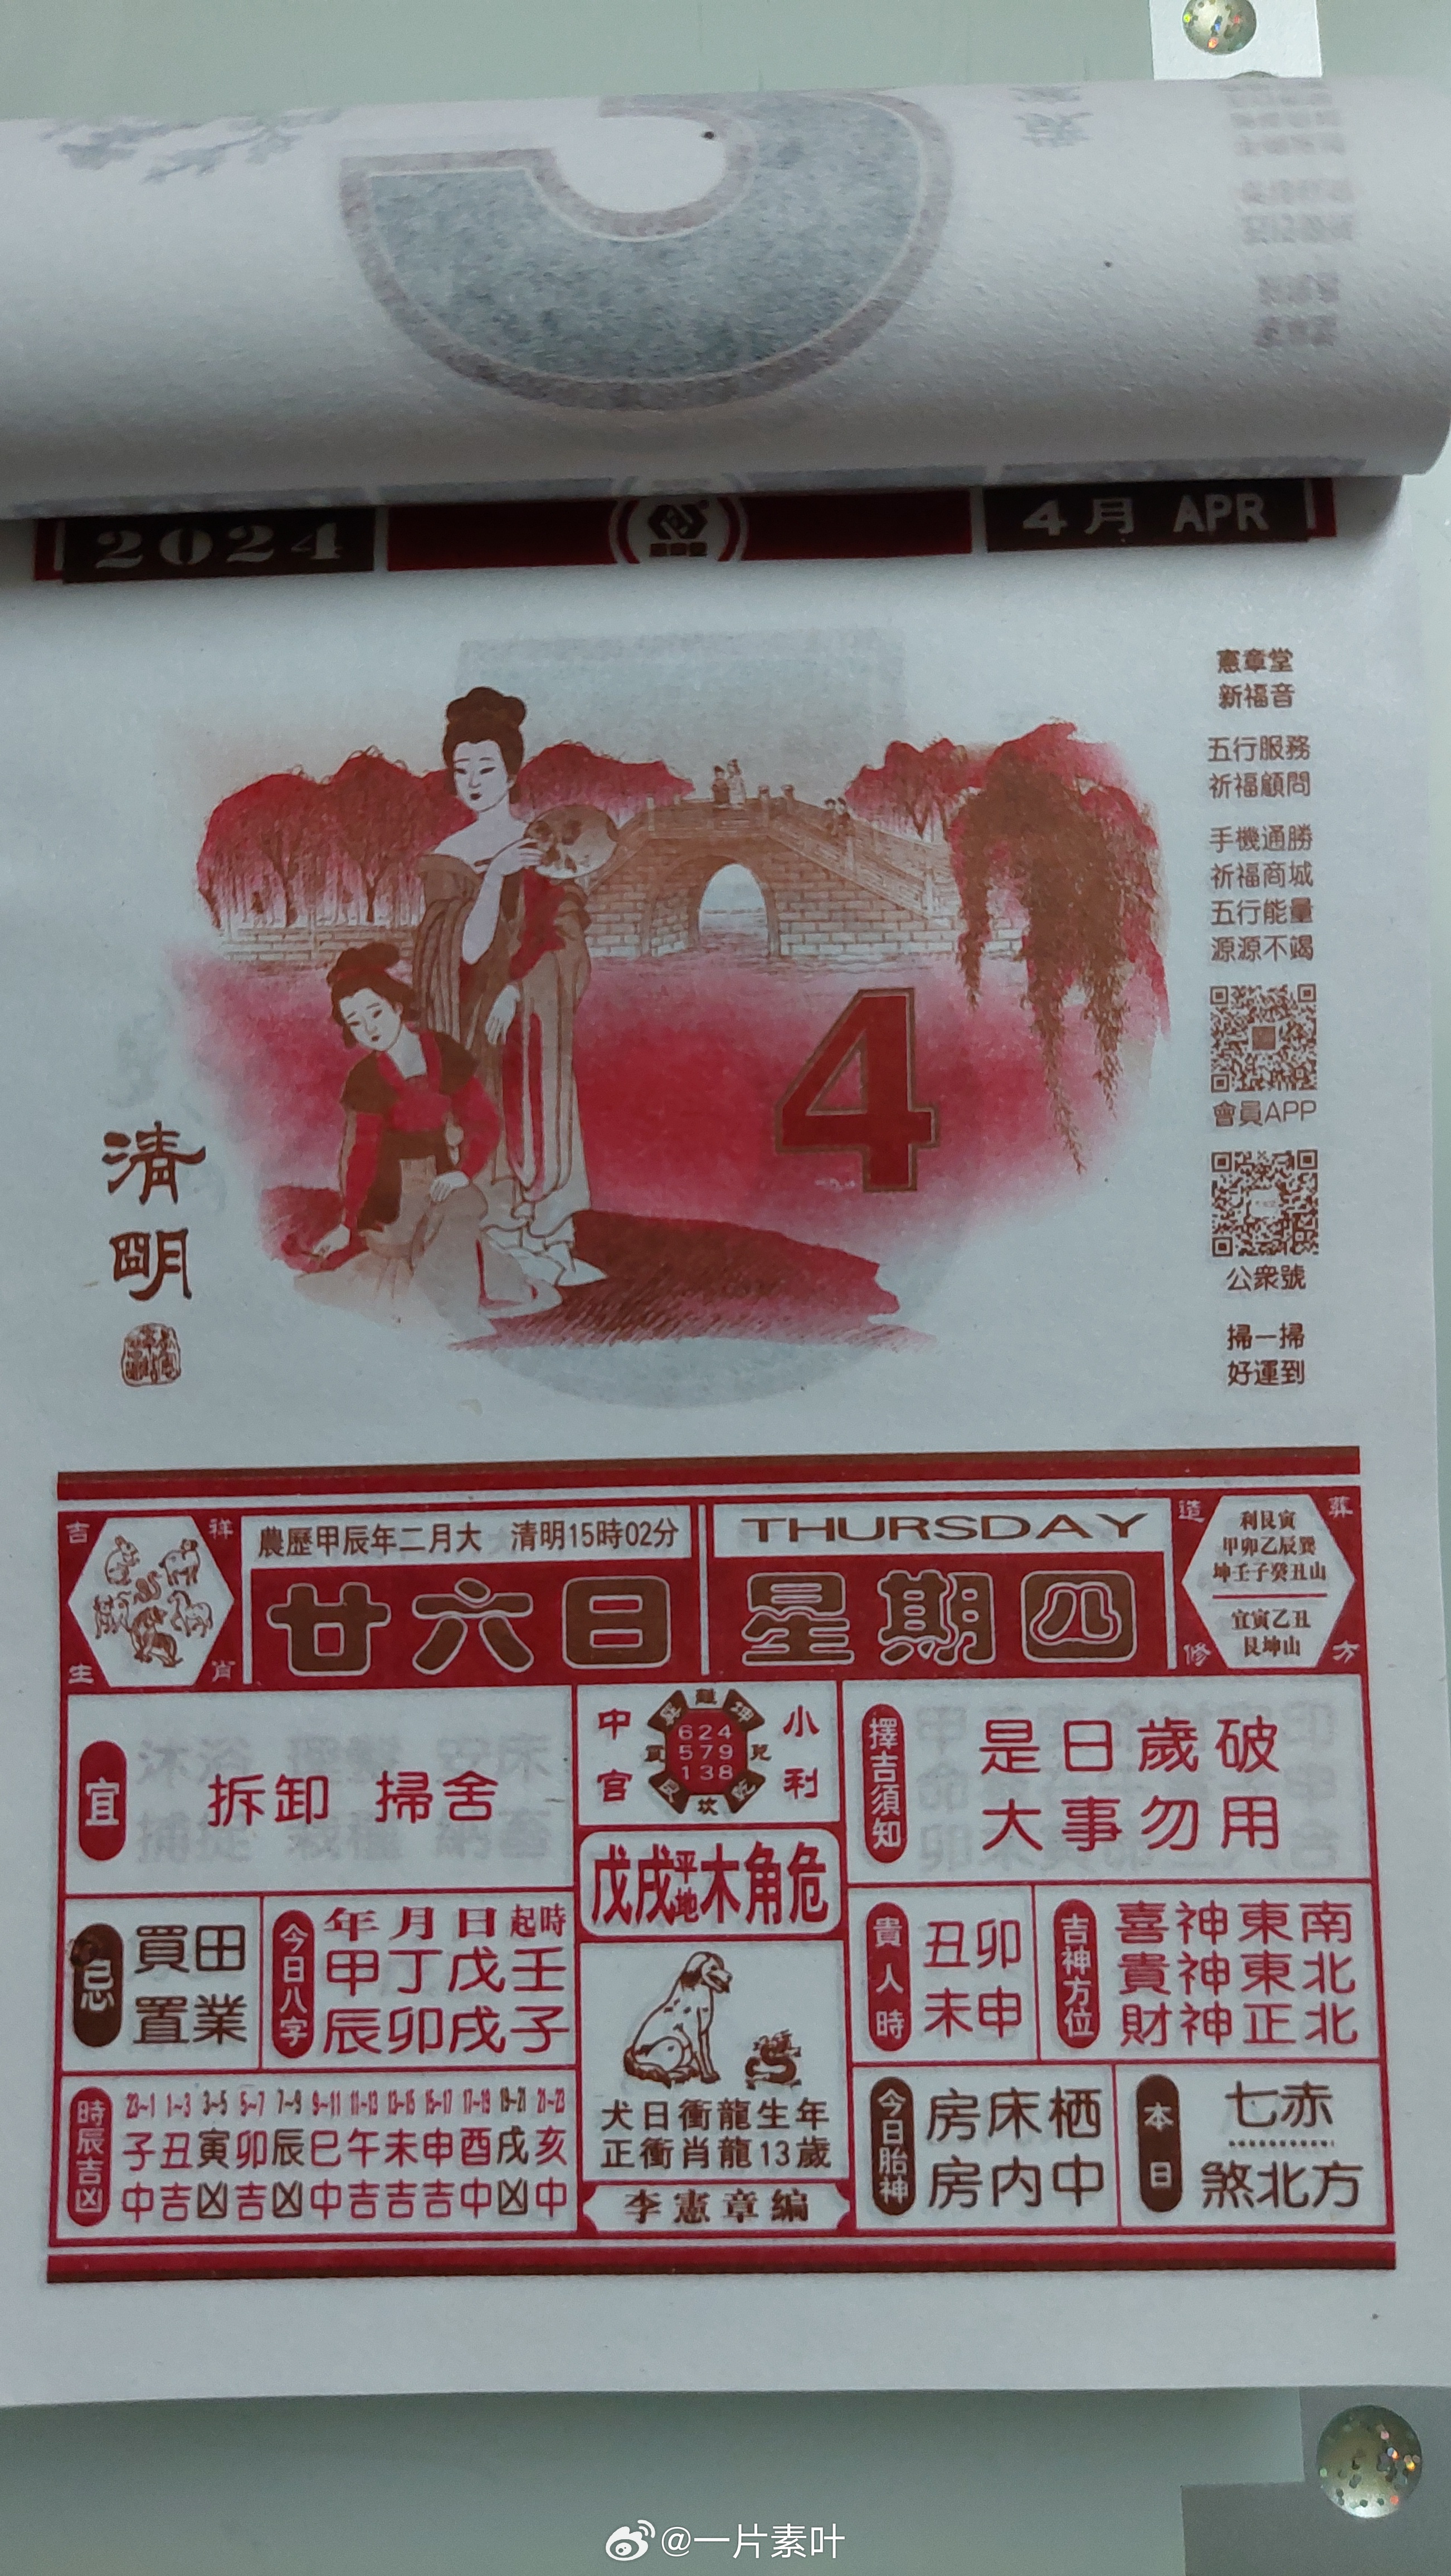 2024
4月 APR
憲章堂
新福音
五行服務
祈福顧問
手機通勝
祈福商城
五行能量
源源不竭
會員APP
公衆號
掃一掃
好運到
4
清明
吉祥
生肖
農歷甲辰年二月大 清明15時02分
廿六日
THURSDAY
星期四
造葬
修方
利艮寅
甲卯乙辰巽
坤壬子癸丑山
宜寅乙丑
艮坤山
宜
拆卸 掃舍
中宮
小利
巽離坤
震 兌
艮坎乾
624
579
138
擇吉須知
是日歲破
大事勿用
戊戌平地木角危
忌
買田
置業
今日八字
年月日起時
甲丁戊壬
辰卯戌子
貴人時
丑卯
未申
吉神方位
喜神東南
貴神東北
財神正北
時辰吉凶
23~1 1~3 3~5 5~7 7~9 9~11 11~13 13~15 15~17 17~19 19~21 21~23
子丑寅卯辰巳午未申酉戌亥
中吉凶吉凶中吉吉吉中凶中
犬日衝龍生年
正衝肖龍13歲
李憲章編
今日胎神
房床栖
房內中
本日
七赤
煞北方
@一片素叶